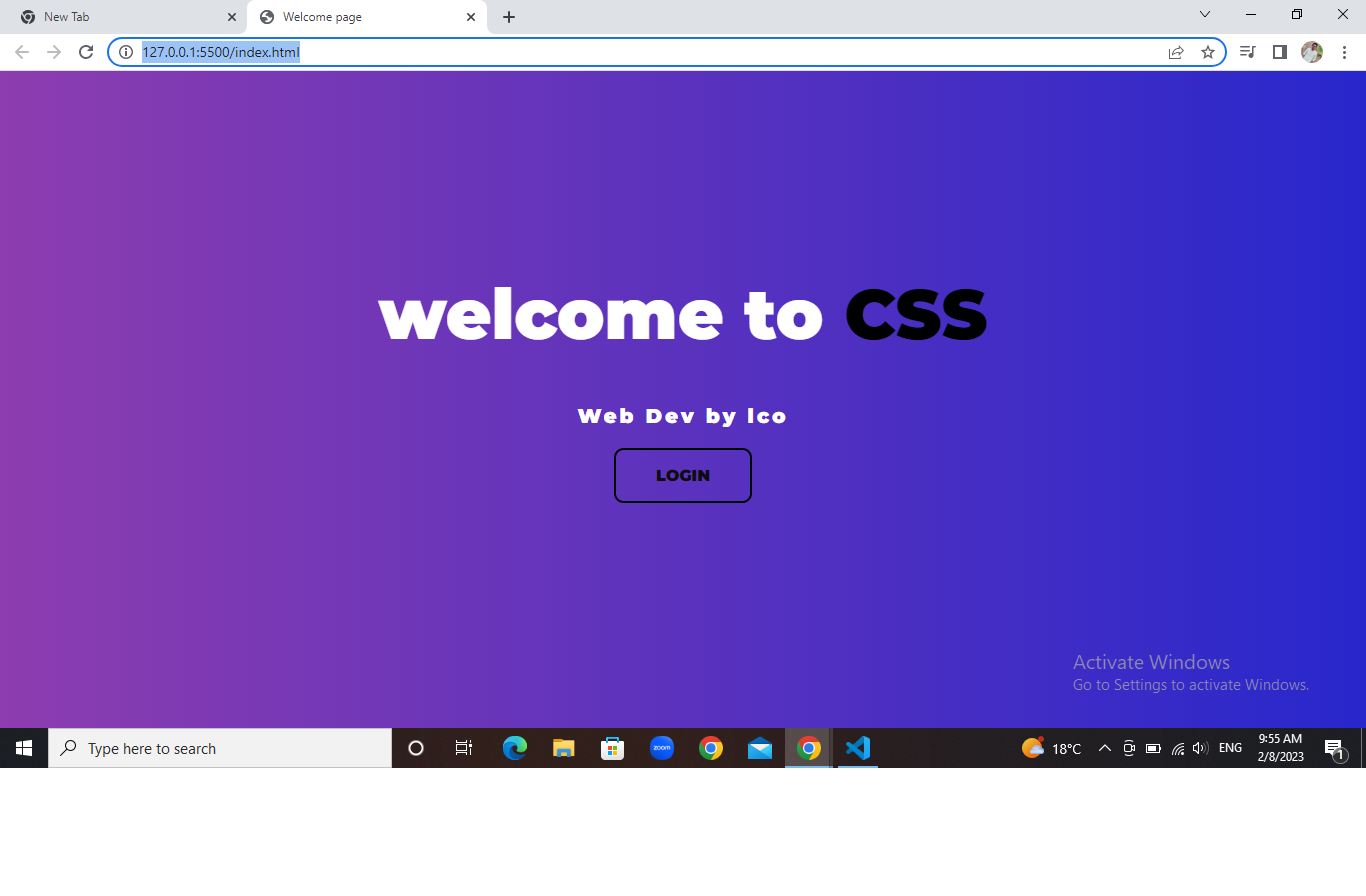 New Tab
Welcome page
127.0.0.1:5500/index.html
welcome to CSS
Web Dev by Ico
LOGIN
Activate Windows
Go to Settings to activate Windows.
Type here to search
zoom
18°C
ENG
9:55 AM
2/8/2023
1